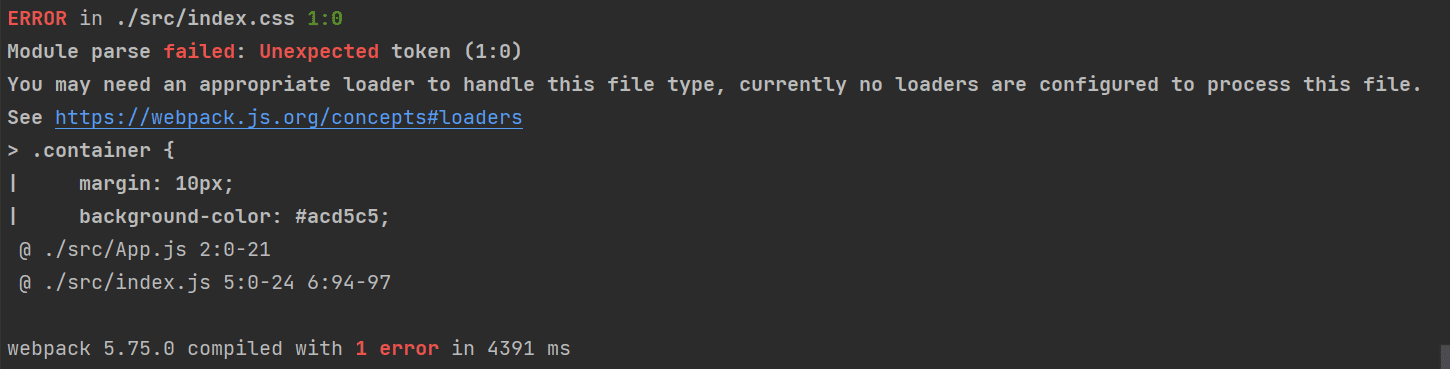 ERROR in ./src/index.css 1:0
Module parse failed: Unexpected token (1:0)
You may need an appropriate loader to handle this file type, currently no loaders are configured to process this file.
See https://webpack.js.org/concepts#loaders
> .container {
|     margin: 10px;
|     background-color: #acd5c5;
 @ ./src/App.js 2:0-21
 @ ./src/index.js 5:0-24 6:94-97

webpack 5.75.0 compiled with 1 error in 4391 ms